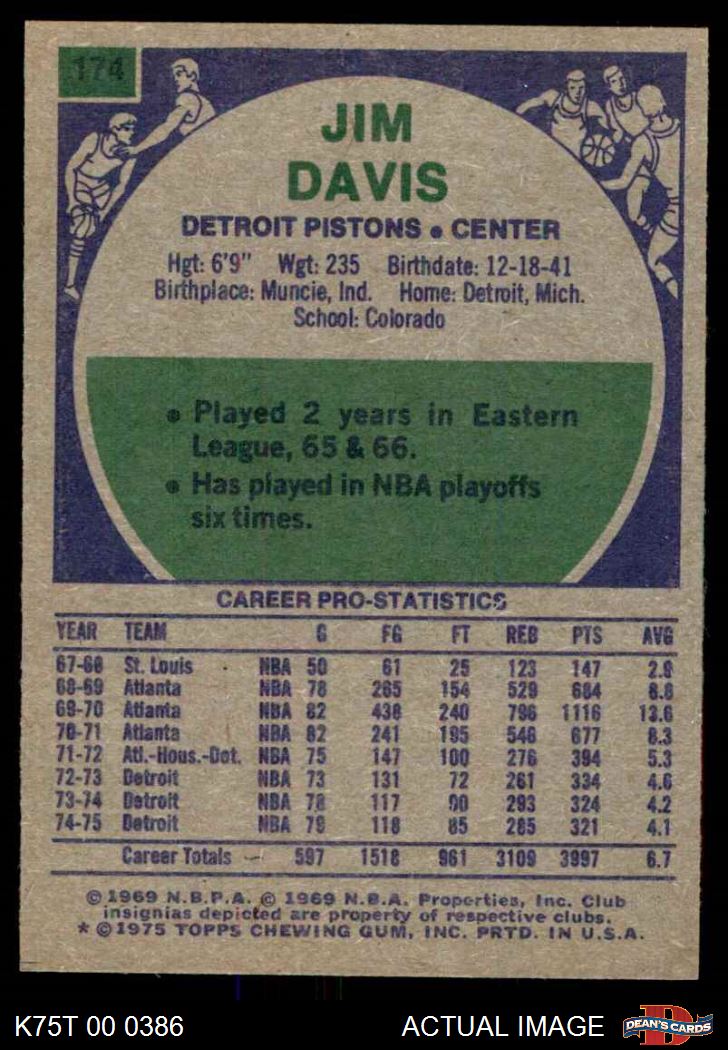 174
JIM
DAVIS
DETROIT PISTONS • CENTER
Hgt: 6'9" Wgt: 235 Birthdate: 12-18-41
Birthplace: Muncie, Ind. Home: Detroit, Mich.
School: Colorado
• Played 2 years in Eastern
League, 65 & 66.
• Has played in NBA playoffs
six times.
CAREER PRO-STATISTICS
YEAR TEAM G FG FT REB PTS AVG
67-68 St. Louis NBA 50 61 25 123 147 2.9
68-69 Atlanta NBA 78 265 154 529 684 8.8
69-70 Atlanta NBA 82 438 240 796 1116 13.6
70-71 Atlanta NBA 82 241 195 546 677 8.3
71-72 Atl.-Hous.-Det. NBA 75 147 100 276 394 5.3
72-73 Detroit NBA 73 131 72 261 334 4.6
73-74 Detroit NBA 78 117 90 293 324 4.2
74-75 Detroit NBA 79 118 85 285 321 4.1
Career Totals 597 1518 961 3109 3997 6.7
© 1969 N.B.P.A. © 1969 N.B.A. Properties, Inc. Club
insignias depicted are property of respective clubs.
* © 1975 TOPPS CHEWING GUM, INC. PRTD. IN U.S.A.
K75T 00 0386 ACTUAL IMAGE
DEAN'S CARDS